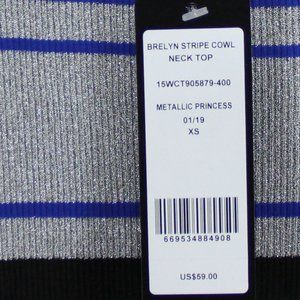 BRELYN STRIPE COWL
NECK TOP
15WCT905879-400
METALLIC PRINCESS
01/19
XS
669534884908
US$59.00